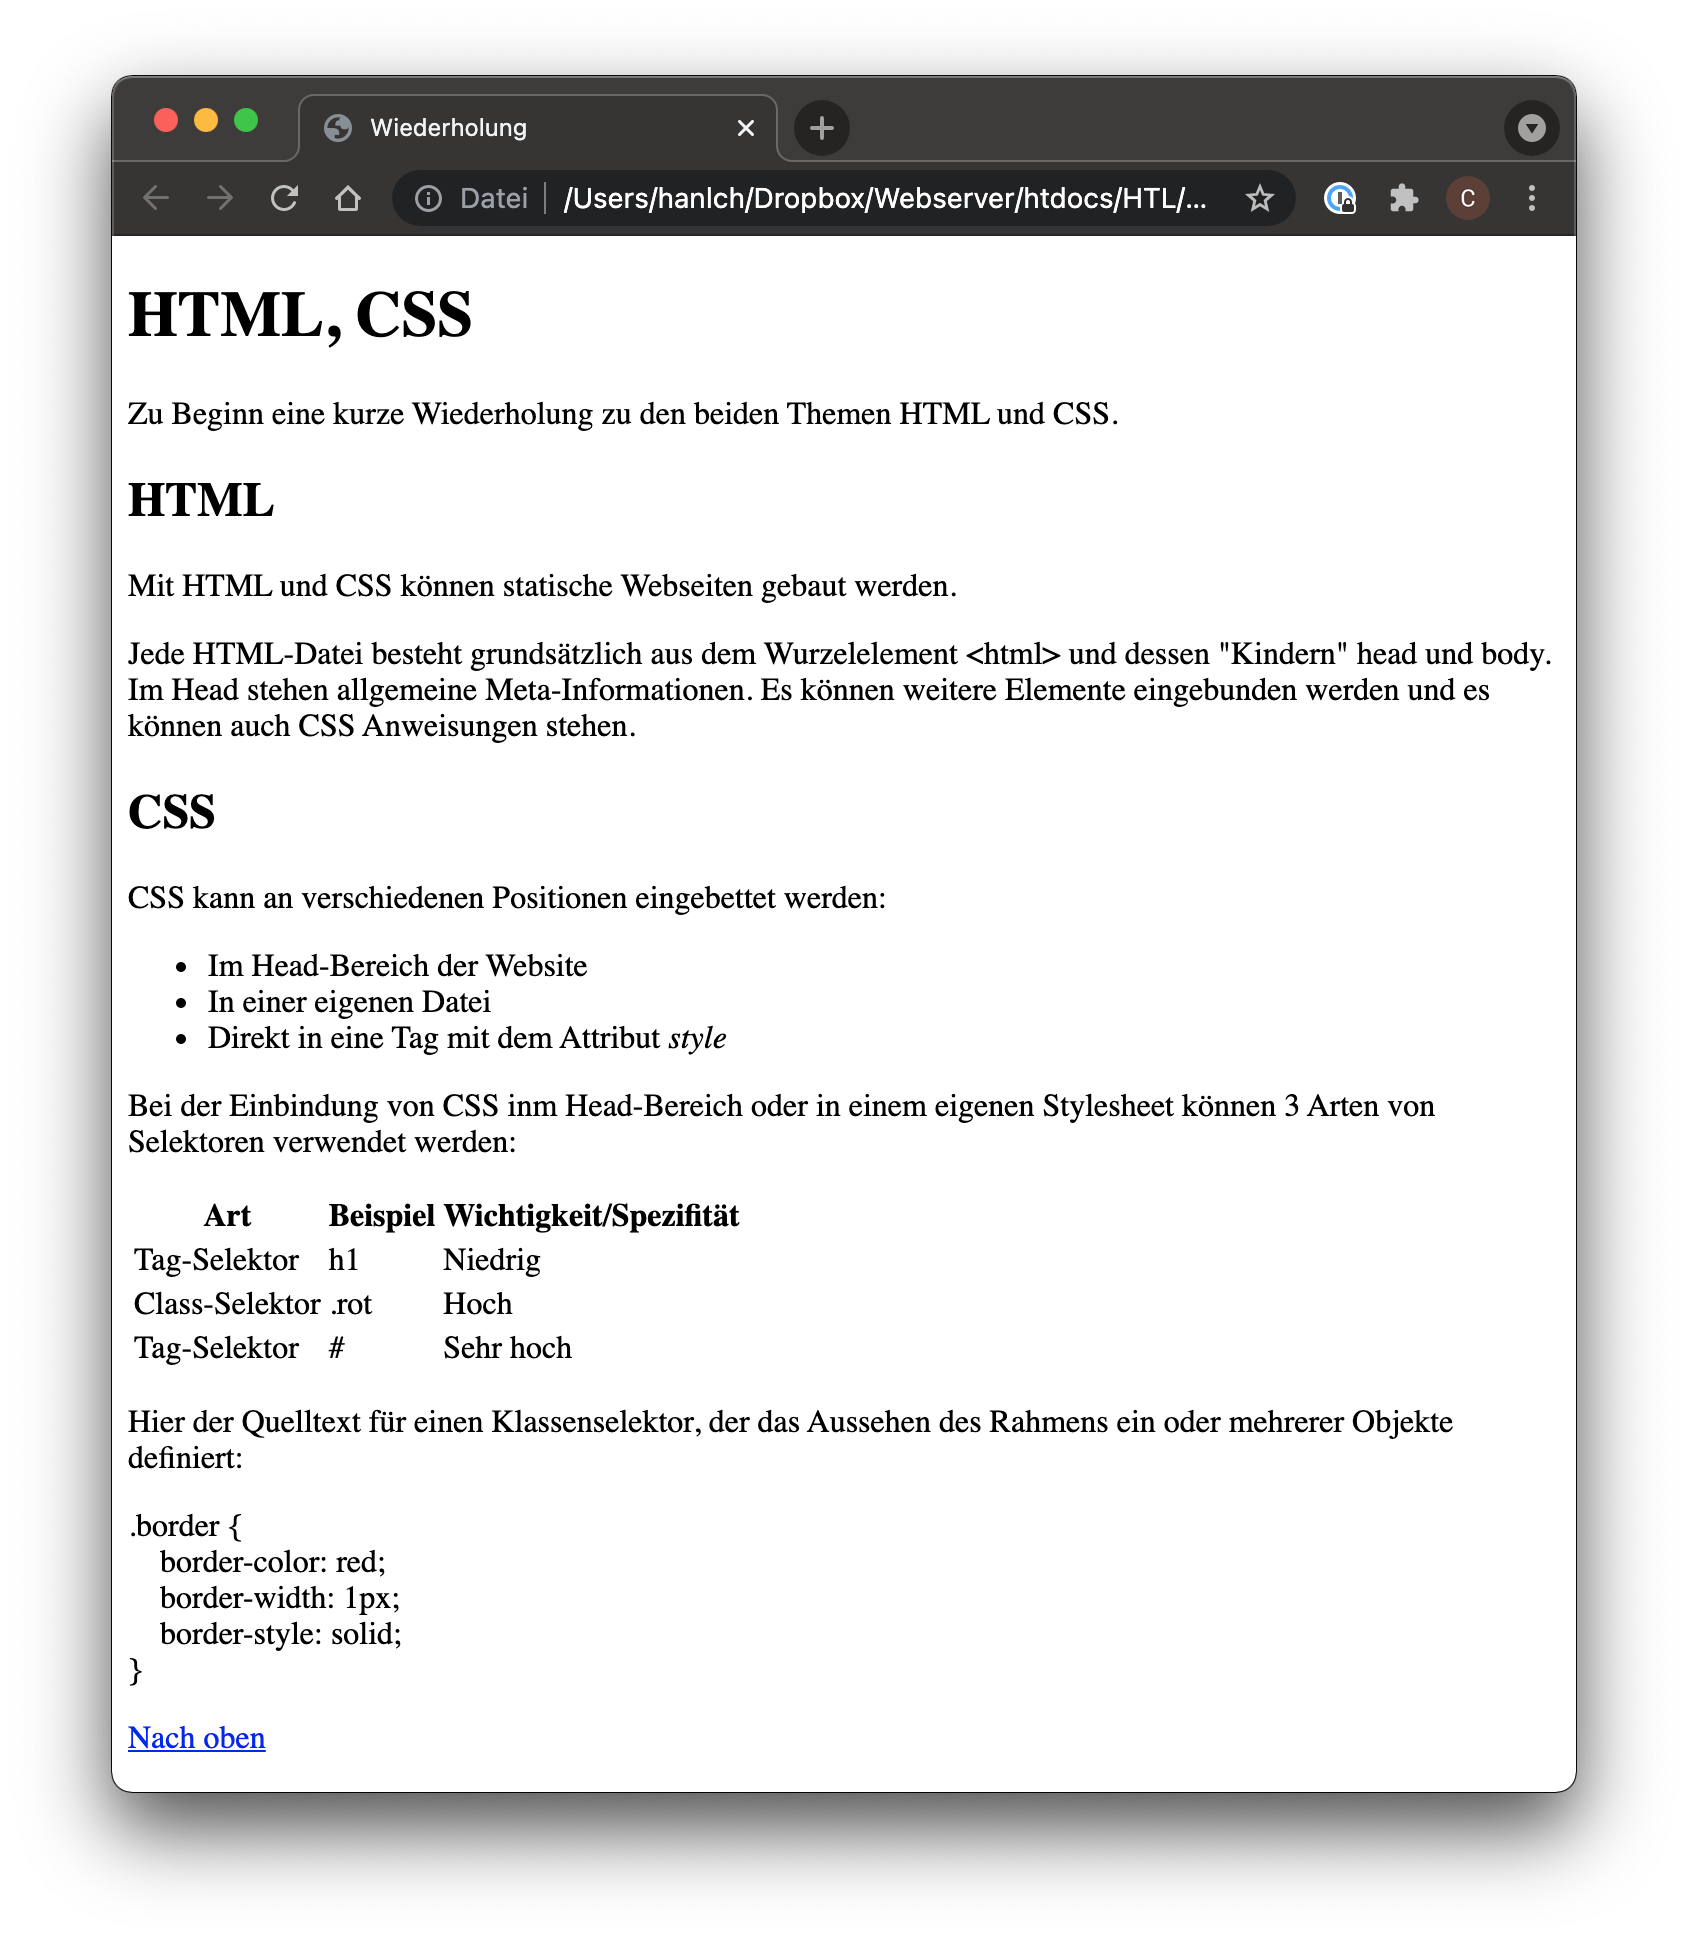 Wiederholung
Datei | /Users/hanlch/Dropbox/Webserver/htdocs/HTL/...
C
HTML, CSS
Zu Beginn eine kurze Wiederholung zu den beiden Themen HTML und CSS.
HTML
Mit HTML und CSS können statische Webseiten gebaut werden.
Jede HTML-Datei besteht grundsätzlich aus dem Wurzelelement <html> und dessen "Kindern" head und body.
Im Head stehen allgemeine Meta-Informationen. Es können weitere Elemente eingebunden werden und es
können auch CSS Anweisungen stehen.
CSS
CSS kann an verschiedenen Positionen eingebettet werden:
• Im Head-Bereich der Website
• In einer eigenen Datei
• Direkt in eine Tag mit dem Attribut style
Bei der Einbindung von CSS inm Head-Bereich oder in einem eigenen Stylesheet können 3 Arten von
Selektoren verwendet werden:
Art Beispiel Wichtigkeit/Spezifität
Tag-Selektor h1 Niedrig
Class-Selektor .rot Hoch
Tag-Selektor # Sehr hoch
Hier der Quelltext für einen Klassenselektor, der das Aussehen des Rahmens ein oder mehrerer Objekte
definiert:
.border {
border-color: red;
border-width: 1px;
border-style: solid;
}
Nach oben